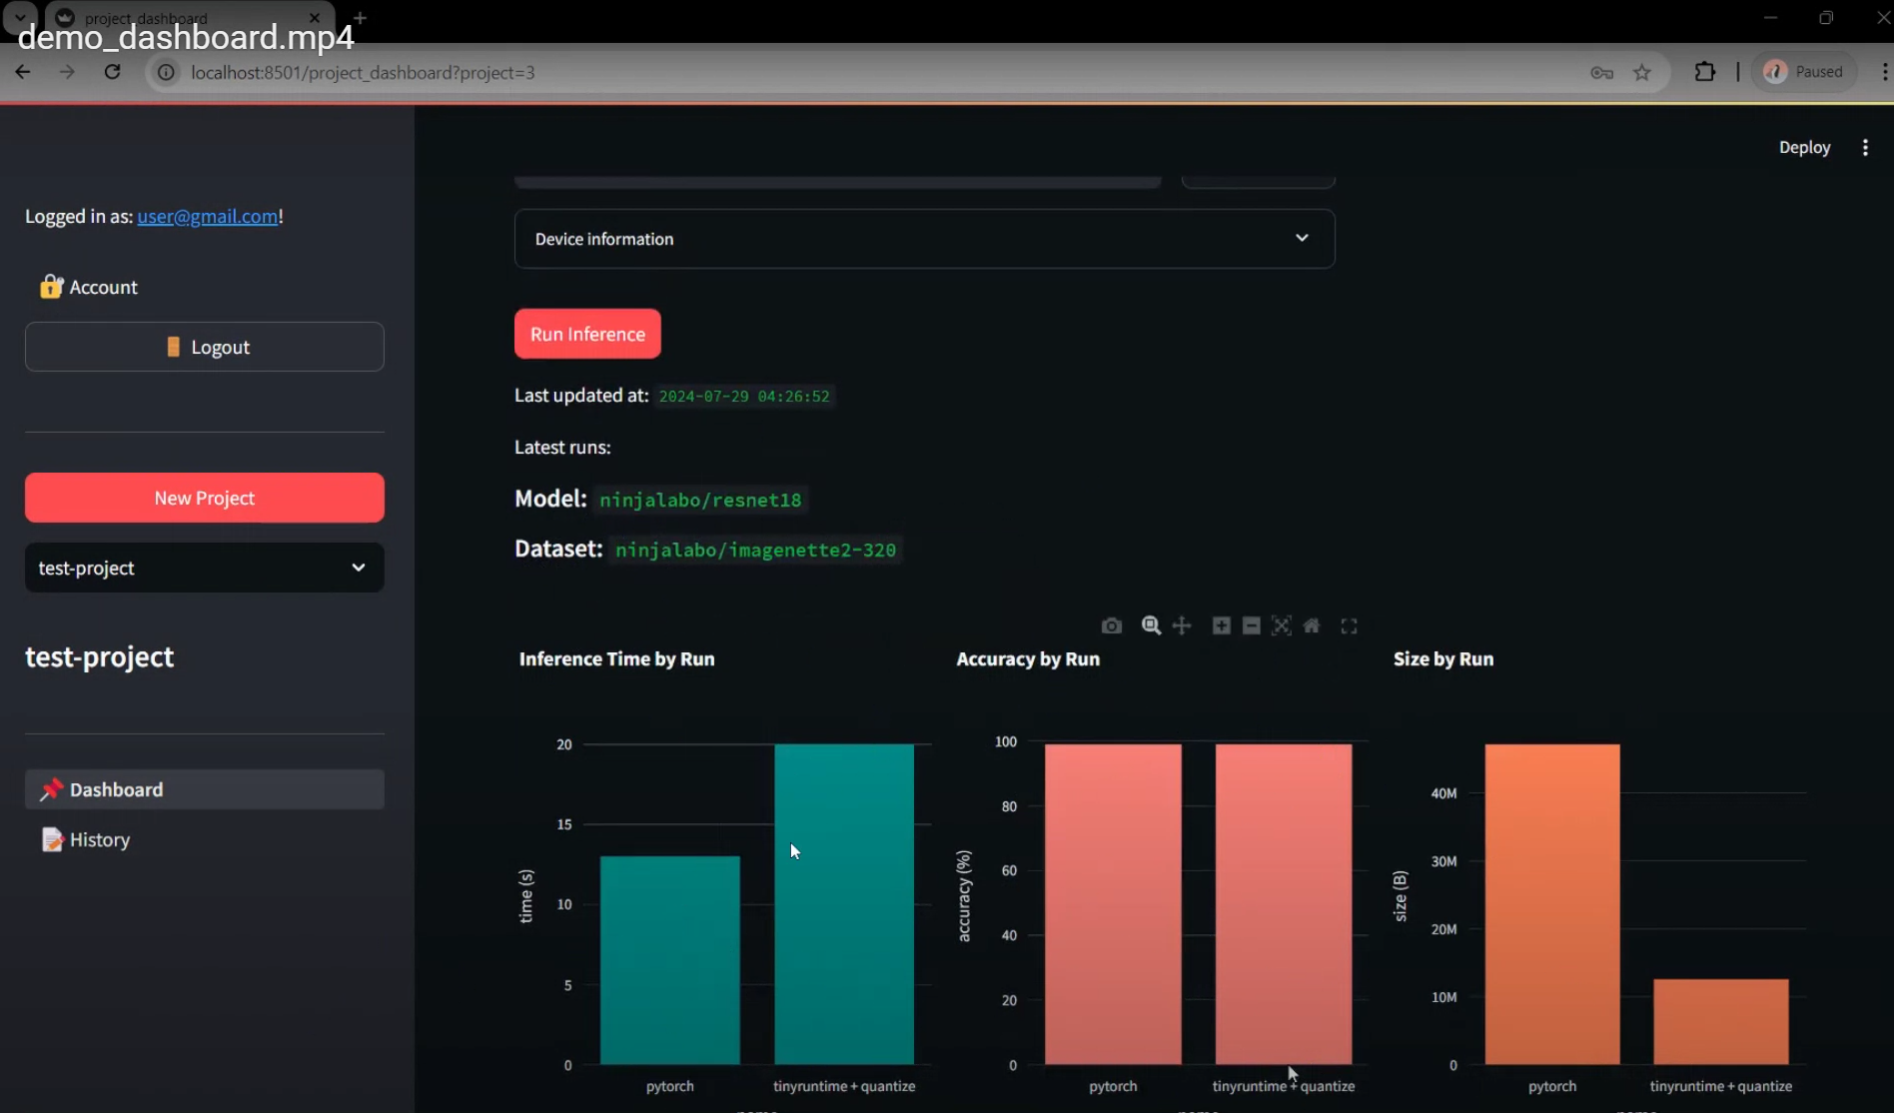 project_dashboard
demo_dashboard.mp4
localhost:8501/project_dashboard?project=3
Paused
Deploy
Logged in as: user@gmail.com!
Account
Logout
New Project
test-project
test-project
Dashboard
History
Device information
Run Inference
Last updated at: 2024-07-29 04:26:52
Latest runs:
Model: ninjalabo/resnet18
Dataset: ninjalabo/imagenette2-320
Inference Time by Run
20
15
10
5
0
time (s)
pytorch
tinyruntime + quantize
Accuracy by Run
100
80
60
40
20
0
accuracy (%)
pytorch
tinyruntime + quantize
Size by Run
40M
30M
20M
10M
0
size (B)
pytorch
tinyruntime + quantize